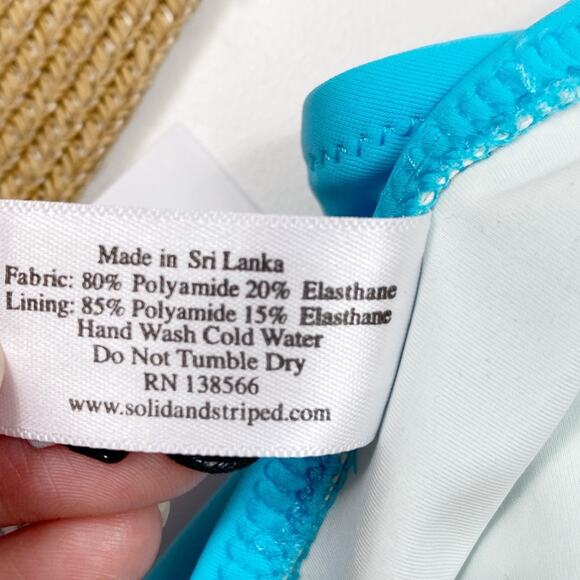 Made in Sri Lanka
Fabric: 80% Polyamide 20% Elasthane
Lining: 85% Polyamide 15% Elasthane
Hand Wash Cold Water
Do Not Tumble Dry
RN 138566
www.solidandstriped.com